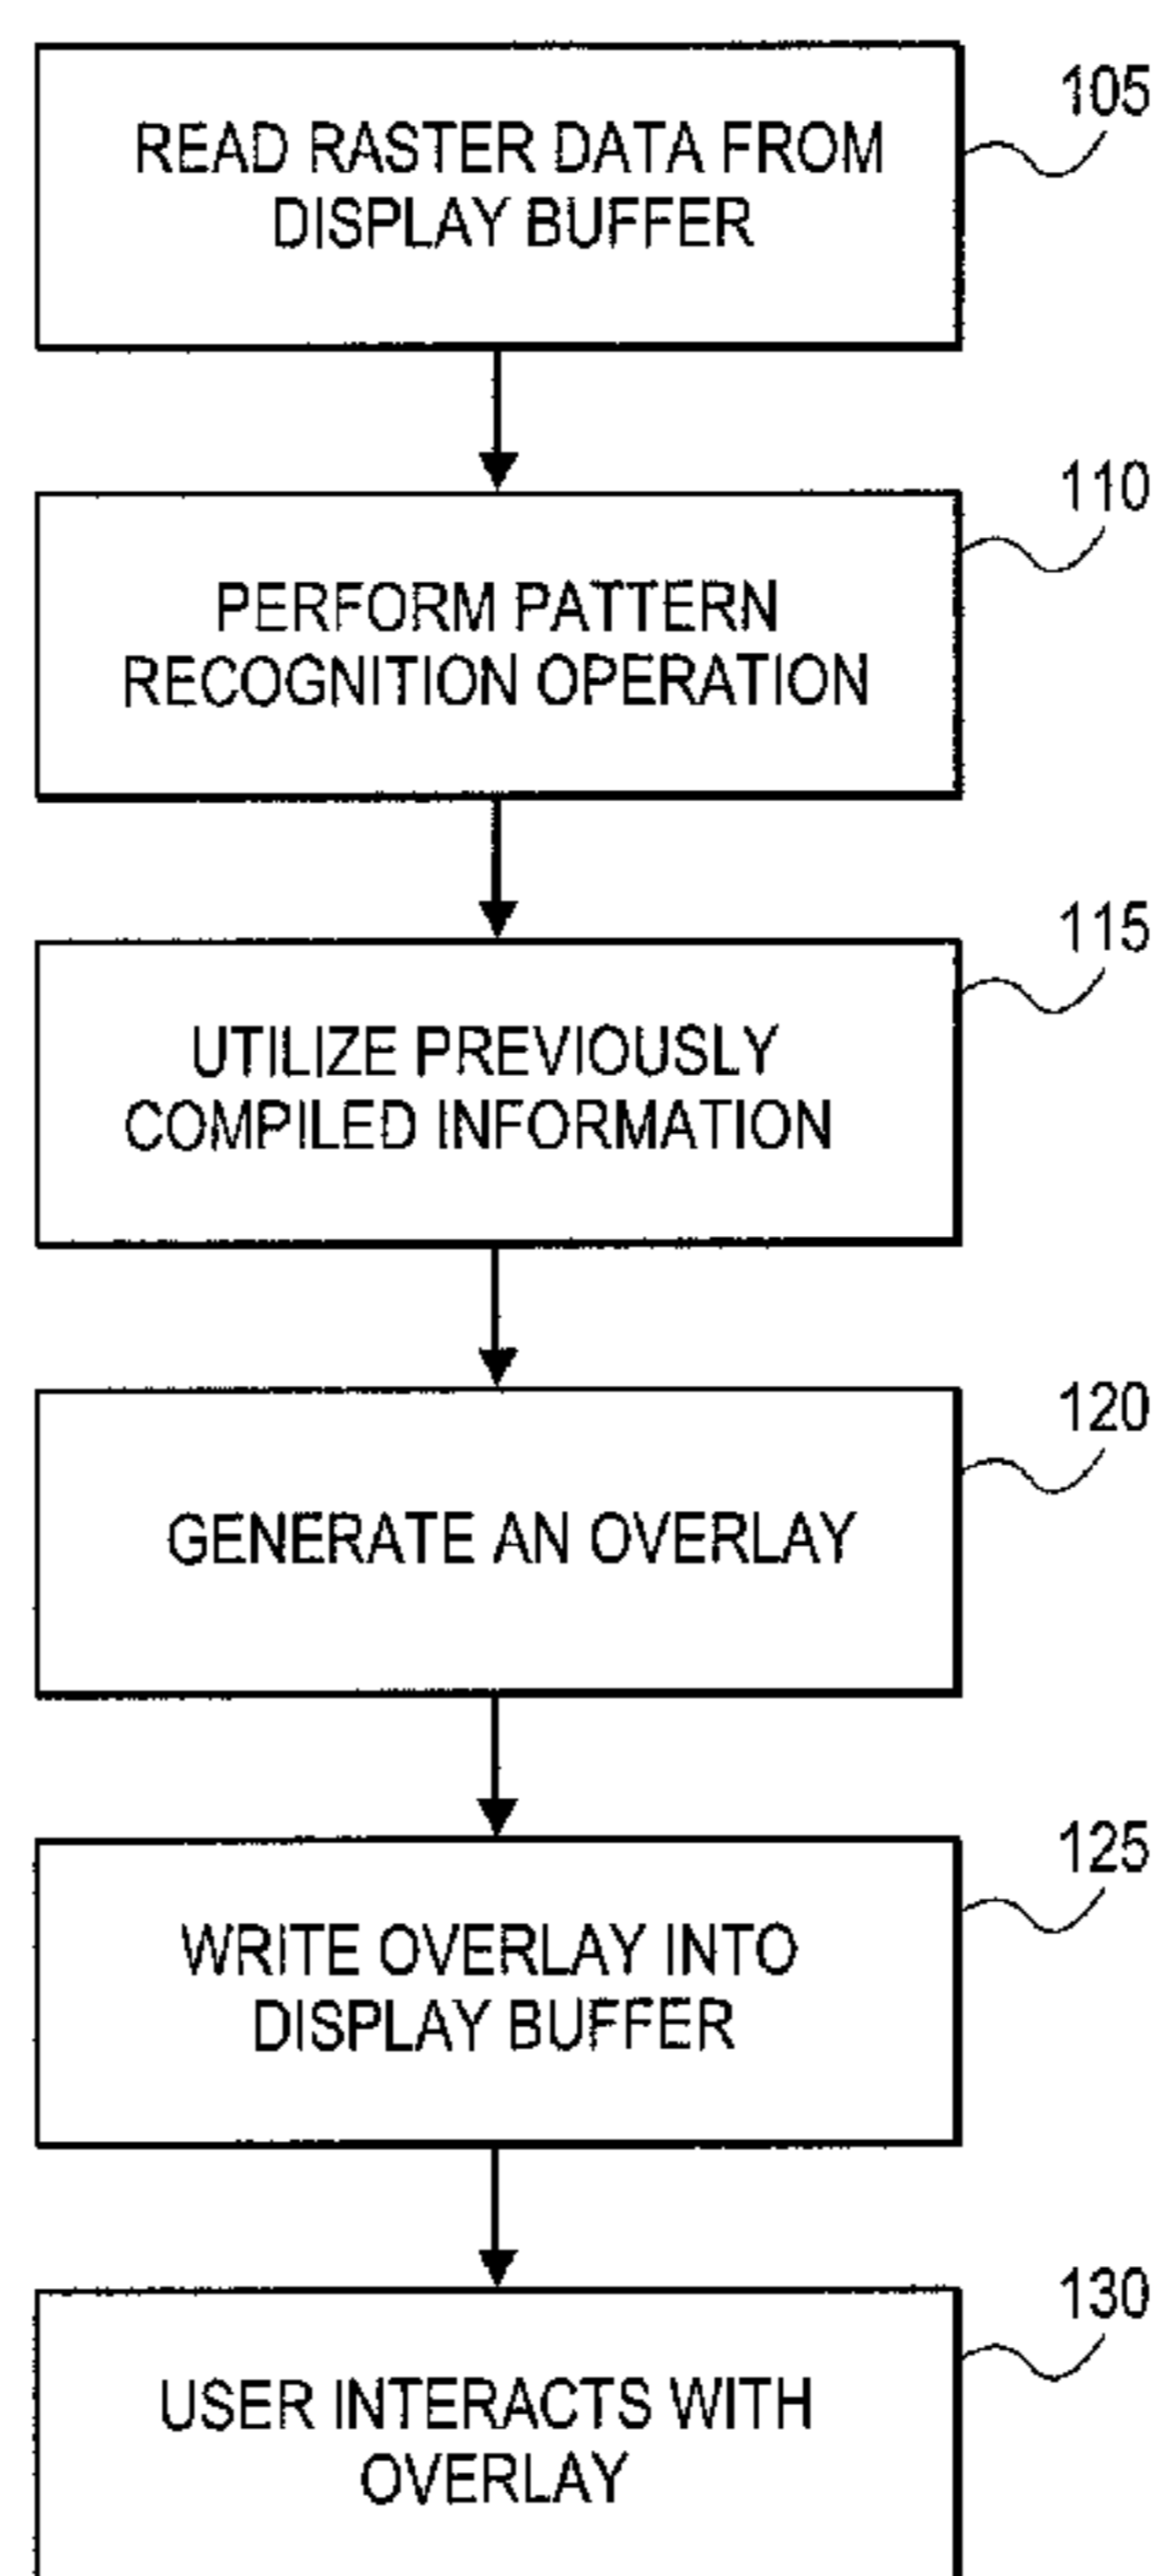 105
READ RASTER DATA FROM
DISPLAY BUFFER
110
PERFORM PATTERN
RECOGNITION OPERATION
115
UTILIZE PREVIOUSLY
COMPILED INFORMATION
120
GENERATE AN OVERLAY
125
WRITE OVERLAY INTO
DISPLAY BUFFER
130
USER INTERACTS WITH
OVERLAY